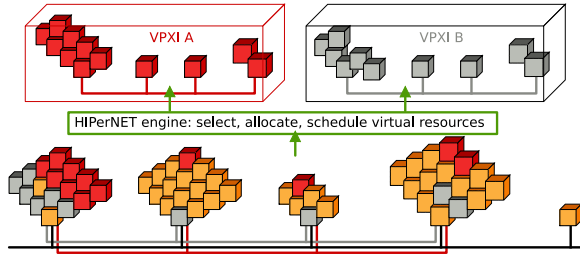 VPXI A
VPXI B
HIPerNET engine: select, allocate, schedule virtual resources